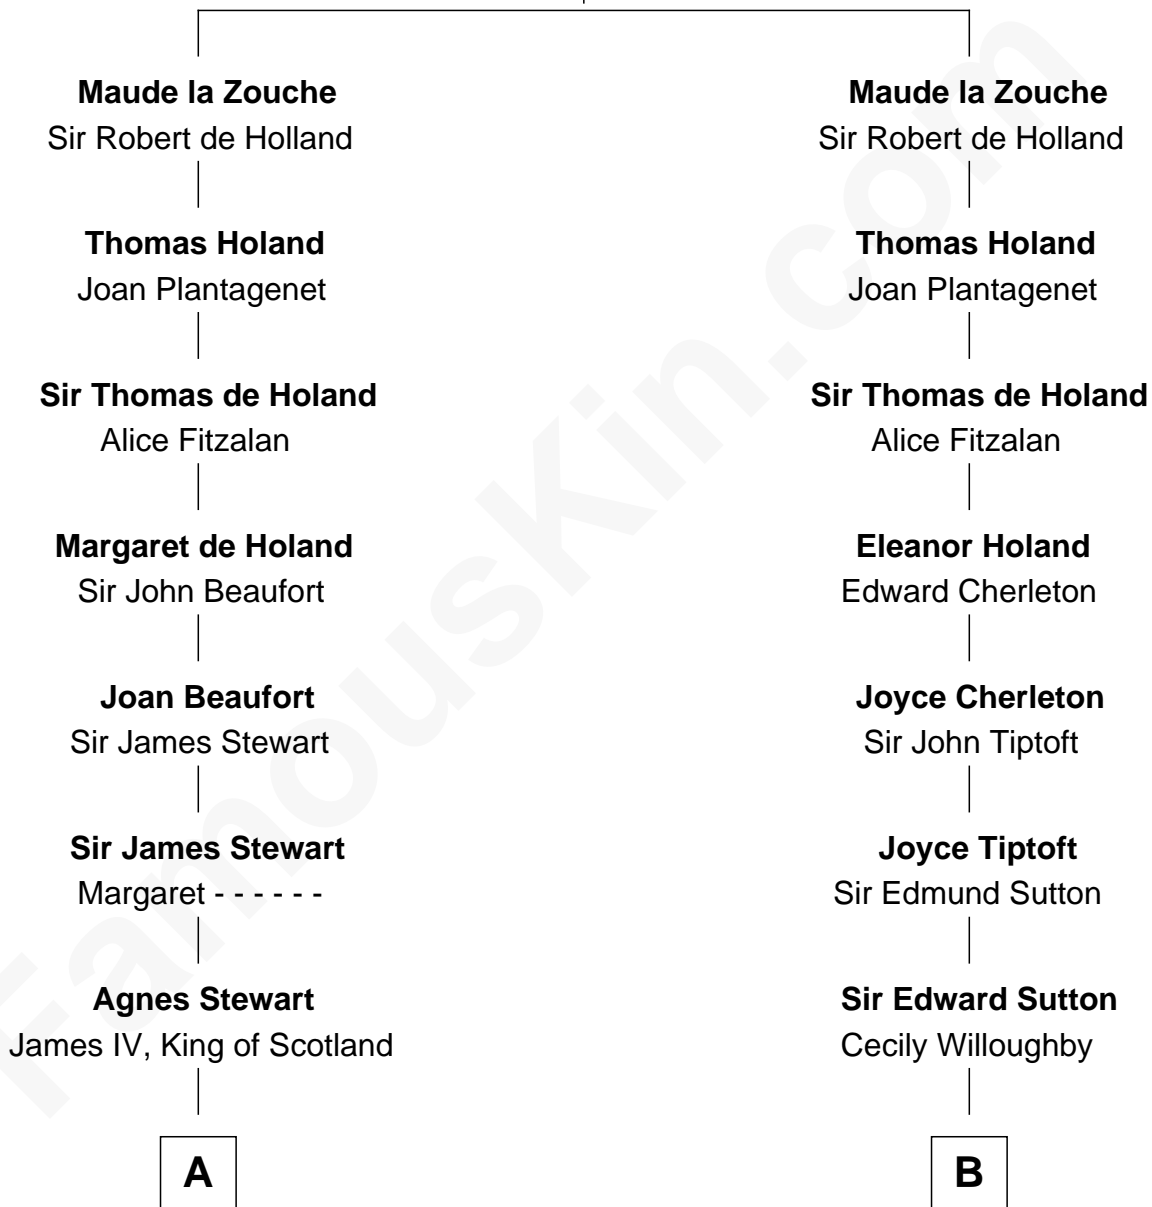 Maude la Zouche
Sir Robert de Holland
Thomas Holand
Joan Plantagenet
Sir Thomas de Holand
Alice Fitzalan
Margaret de Holand
Sir John Beaufort
Joan Beaufort
Sir James Stewart
Sir James Stewart
Margaret - - - - - -
Agnes Stewart
James IV, King of Scotland
A
Maude la Zouche
Sir Robert de Holland
Thomas Holand
Joan Plantagenet
Sir Thomas de Holand
Alice Fitzalan
Eleanor Holand
Edward Cherleton
Joyce Cherleton
Sir John Tiptoft
Joyce Tiptoft
Sir Edmund Sutton
Sir Edward Sutton
Cecily Willoughby
B
FamousKin.com